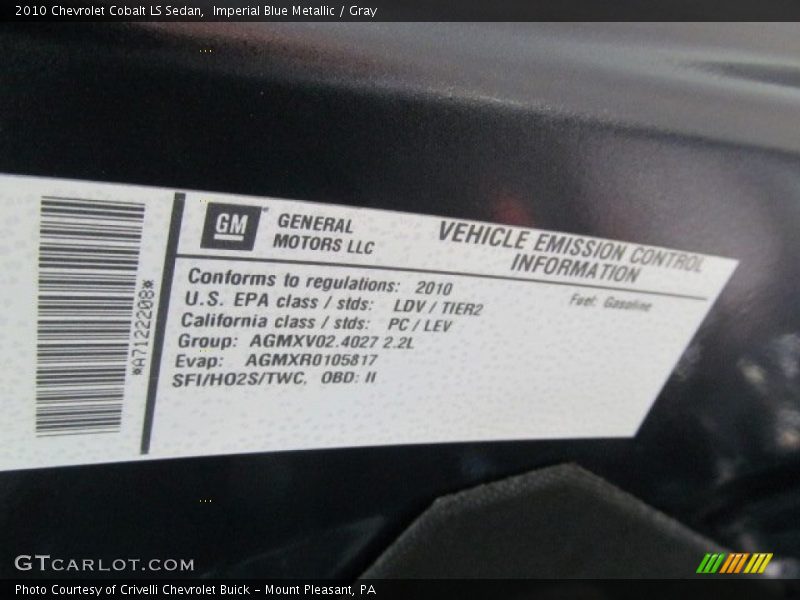 2010 Chevrolet Cobalt LS Sedan, Imperial Blue Metallic / Gray
*A7122208*
GM
GENERAL
MOTORS LLC
VEHICLE EMISSION CONTROL
INFORMATION
Conforms to regulations: 2010
Fuel: Gasoline
U.S. EPA class / stds: LDV / TIER2
California class / stds: PC / LEV
Group: AGMXV02.4027 2.2L
Evap: AGMXR0105817
SFI/HO2S/TWC, OBD: II
GTCARLOT.COM
Photo Courtesy of Crivelli Chevrolet Buick - Mount Pleasant, PA